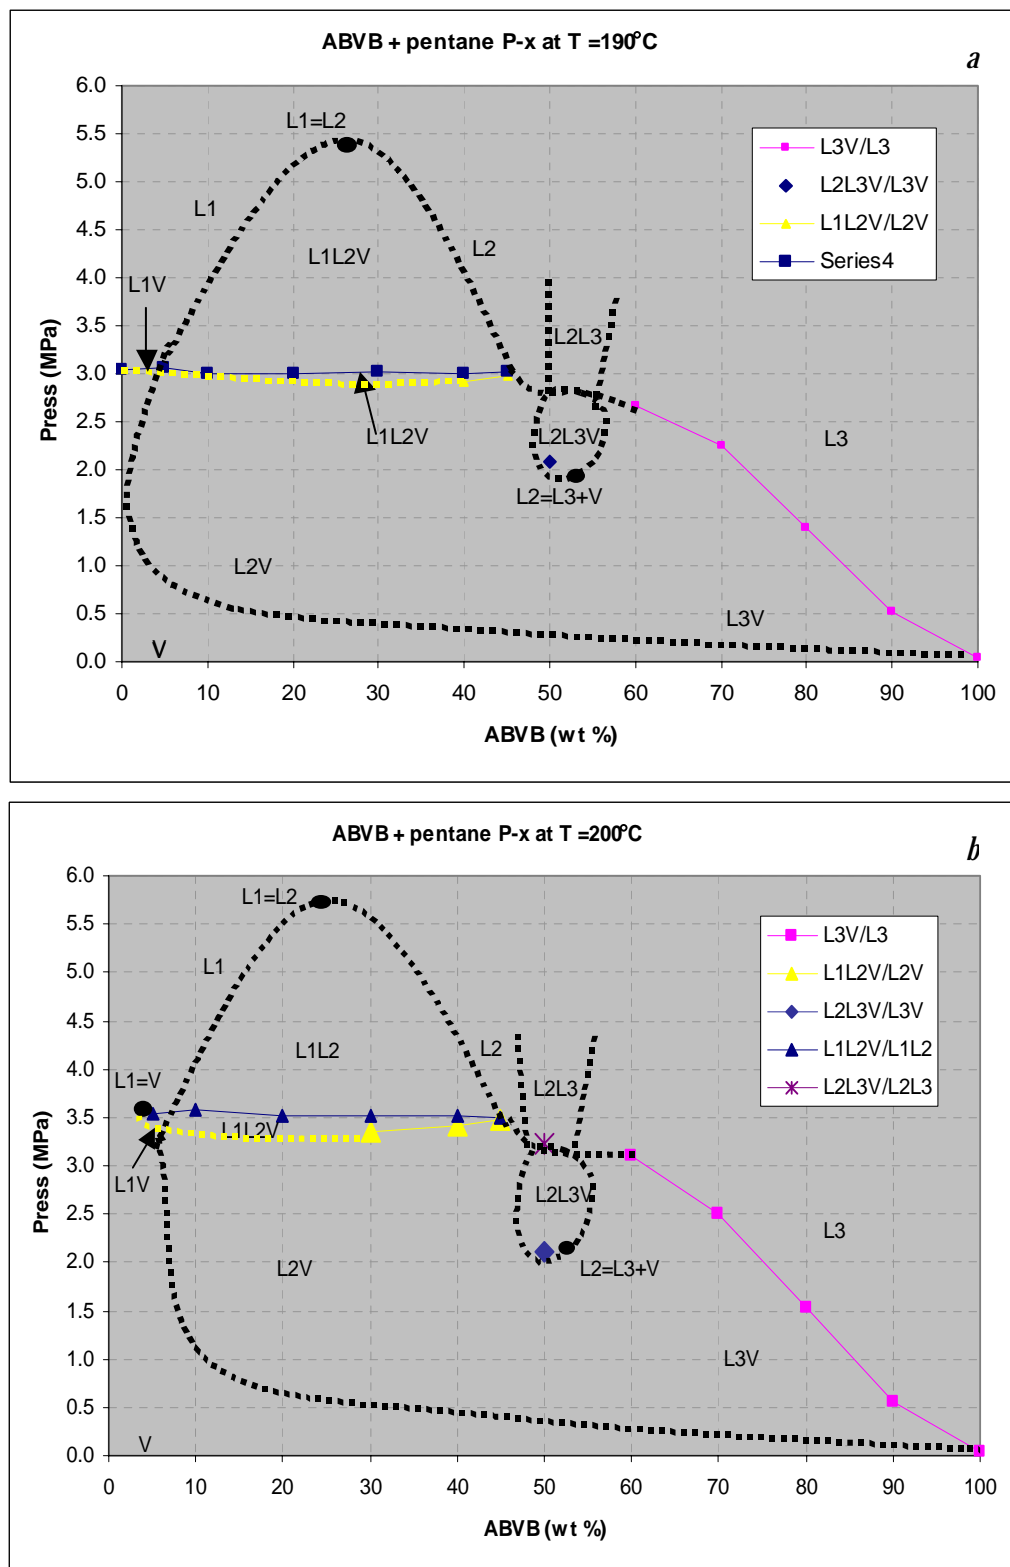 ABVB + pentane P-x at T =190°C
a
6.0
5.5
5.0
4.5
4.0
3.5
3.0
2.5
2.0
1.5
1.0
0.5
0.0
Press (MPa)
L1=L2
L1
L2
L1L2V
L1V
L2L3
L1L2V
L2L3V
L2=L3+V
L3
L2V
L3V
V
L3V/L3
L2L3V/L3V
L1L2V/L2V
Series4
0 10 20 30 40 50 60 70 80 90 100
ABVB (wt %)
ABVB + pentane P-x at T =200°C
b
6.0
5.5
5.0
4.5
4.0
3.5
3.0
2.5
2.0
1.5
1.0
0.5
0.0
Press (MPa)
L1=L2
L1
L1L2
L2
L1=V
L2L3
L1L2V
L1V
L2L3V
L3
L2V
L2=L3+V
L3V
V
L3V/L3
L1L2V/L2V
L2L3V/L3V
L1L2V/L1L2
L2L3V/L2L3
0 10 20 30 40 50 60 70 80 90 100
ABVB (wt %)